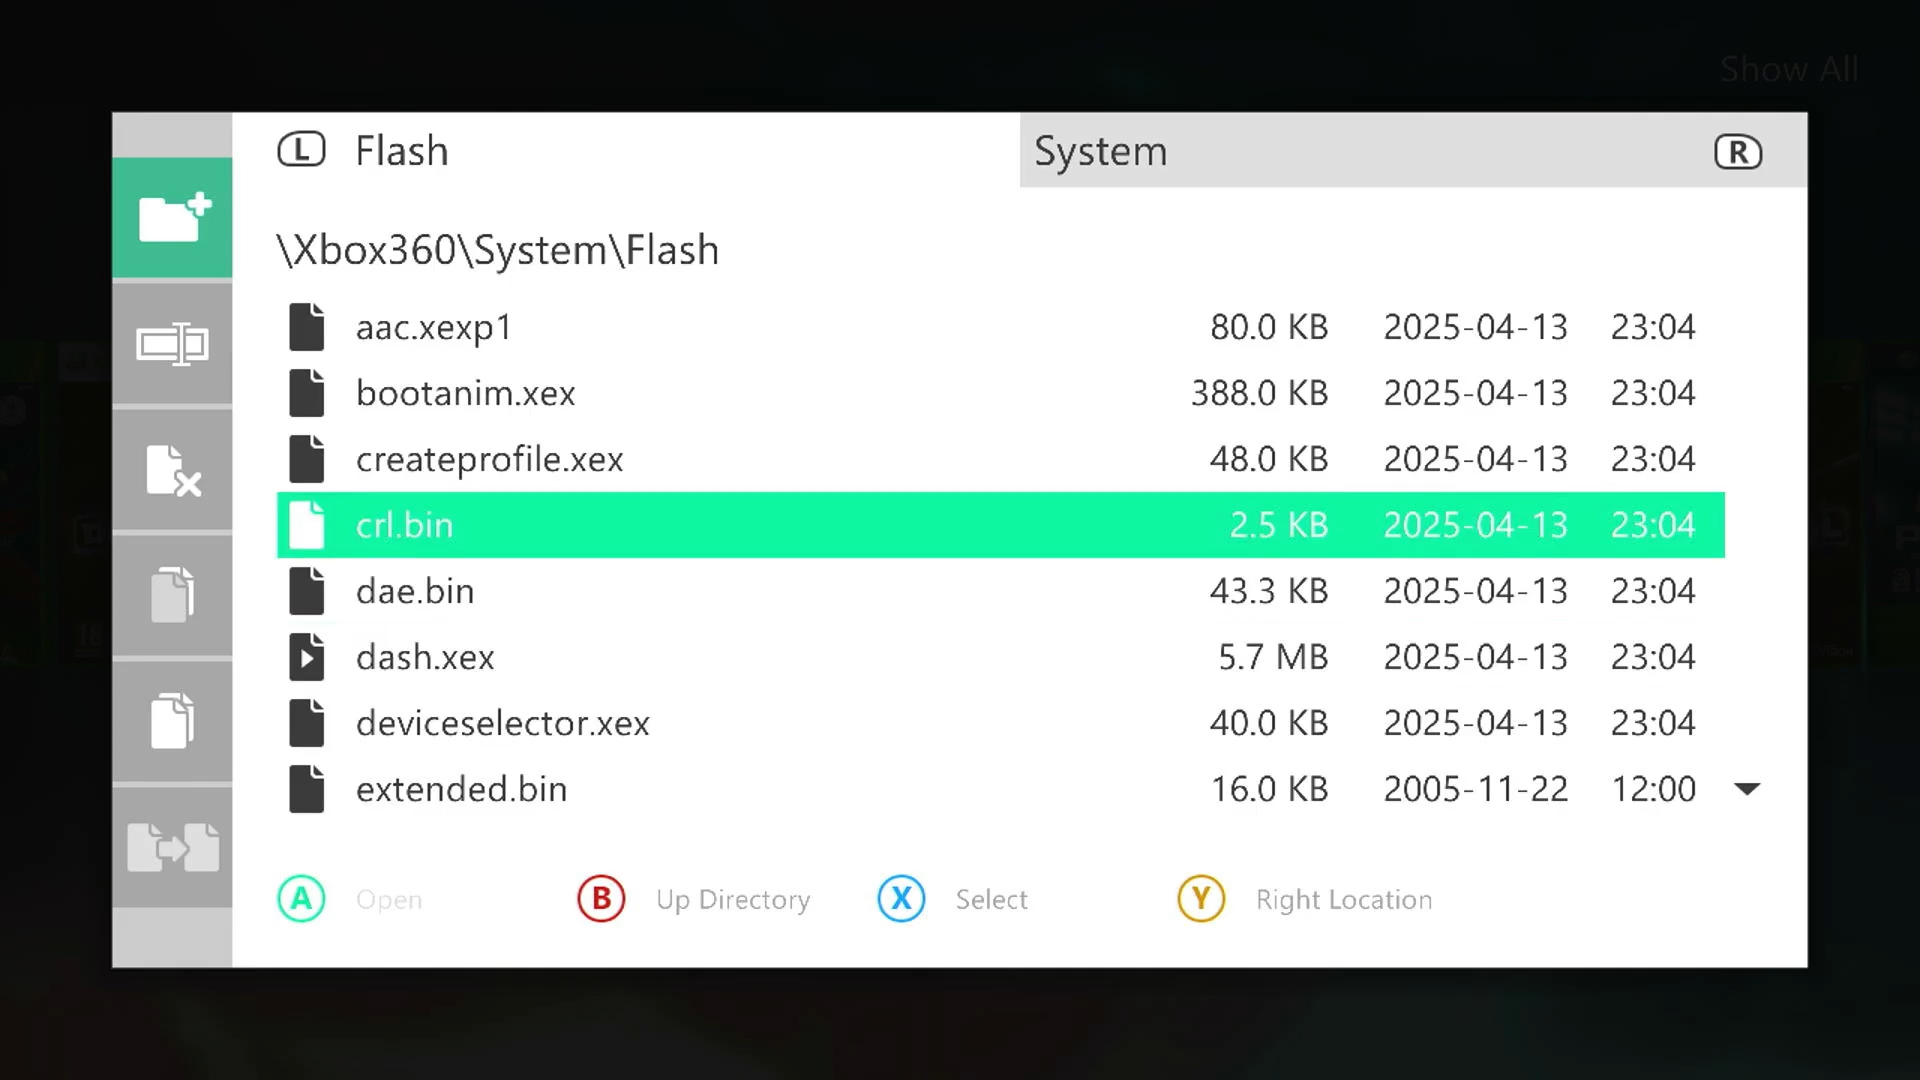 Show All
L Flash
System R
\Xbox360\System\Flash
aac.xexp1 80.0 KB 2025-04-13 23:04
bootanim.xex 388.0 KB 2025-04-13 23:04
createprofile.xex 48.0 KB 2025-04-13 23:04
crl.bin 2.5 KB 2025-04-13 23:04
dae.bin 43.3 KB 2025-04-13 23:04
dash.xex 5.7 MB 2025-04-13 23:04
deviceselector.xex 40.0 KB 2025-04-13 23:04
extended.bin 16.0 KB 2005-11-22 12:00
A Open B Up Directory X Select Y Right Location